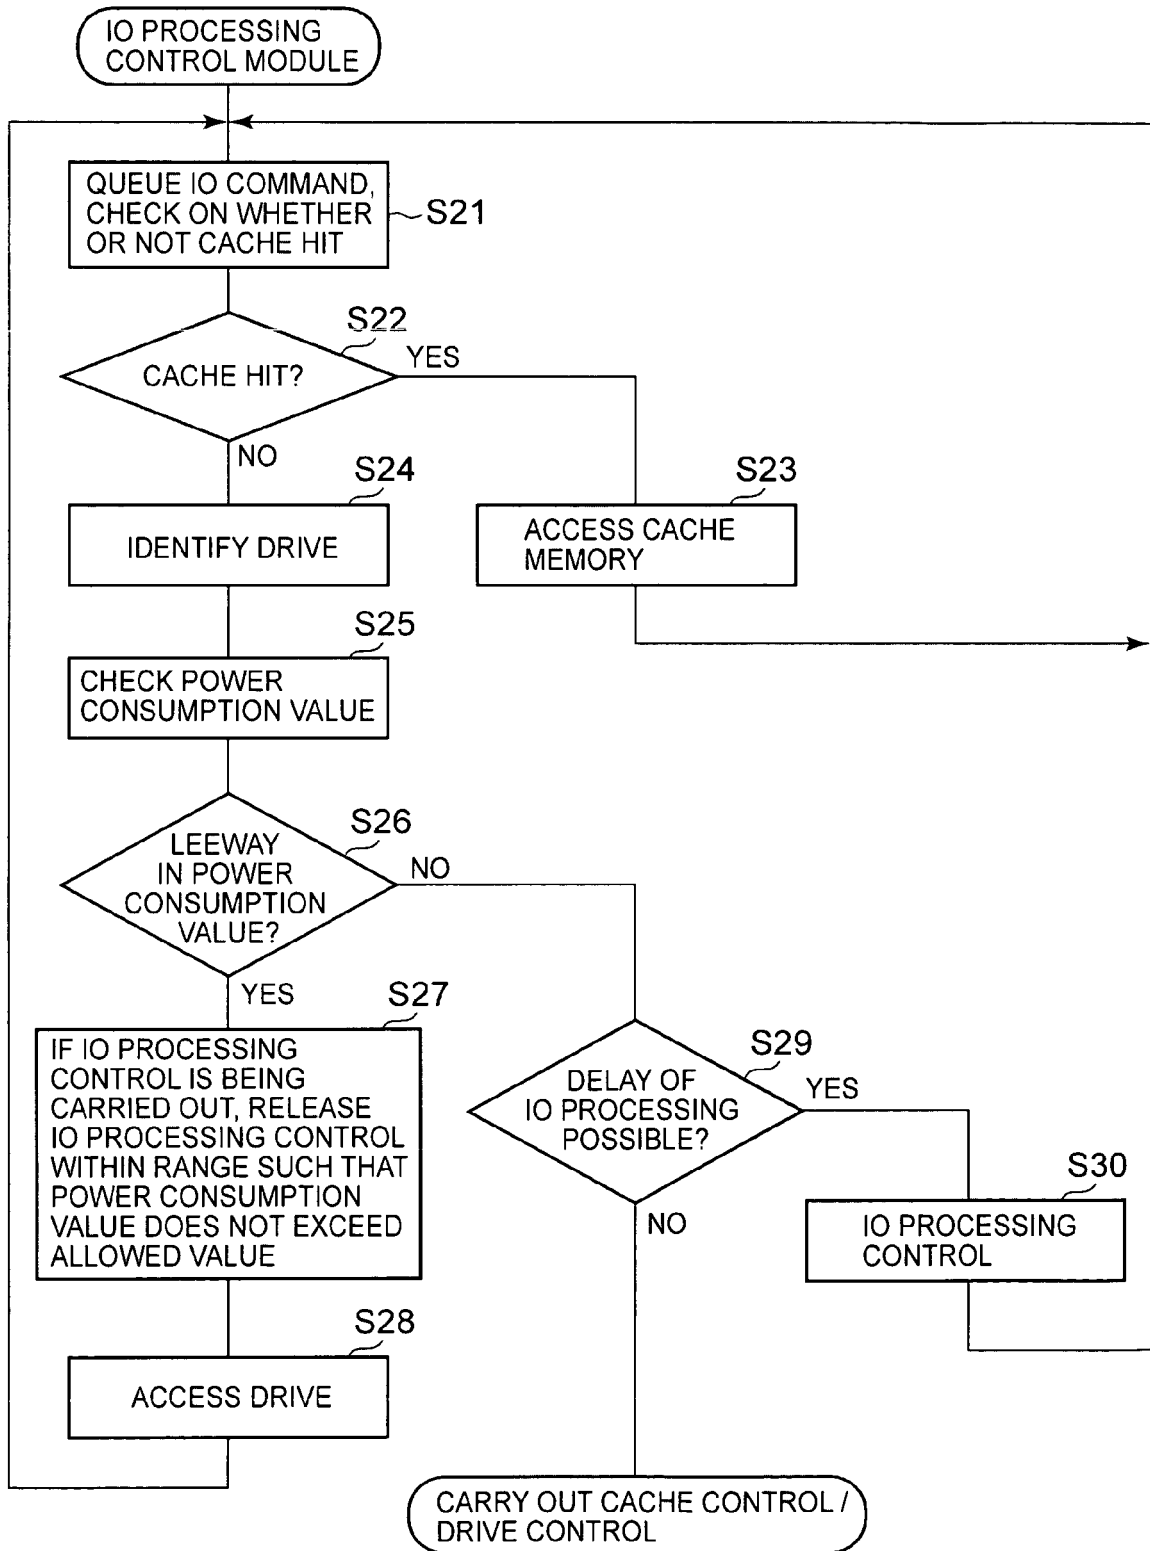 IO PROCESSING
CONTROL MODULE
QUEUE IO COMMAND,
CHECK ON WHETHER
OR NOT CACHE HIT
S21
S22
CACHE HIT?
YES
NO
S24
IDENTIFY DRIVE
S23
ACCESS CACHE
MEMORY
S25
CHECK POWER
CONSUMPTION VALUE
S26
LEEWAY
IN POWER
CONSUMPTION
VALUE?
NO
YES
S27
IF IO PROCESSING
CONTROL IS BEING
CARRIED OUT, RELEASE
IO PROCESSING CONTROL
WITHIN RANGE SUCH THAT
POWER CONSUMPTION
VALUE DOES NOT EXCEED
ALLOWED VALUE
S29
DELAY OF
IO PROCESSING
POSSIBLE?
YES
NO
S30
IO PROCESSING
CONTROL
S28
ACCESS DRIVE
CARRY OUT CACHE CONTROL /
DRIVE CONTROL